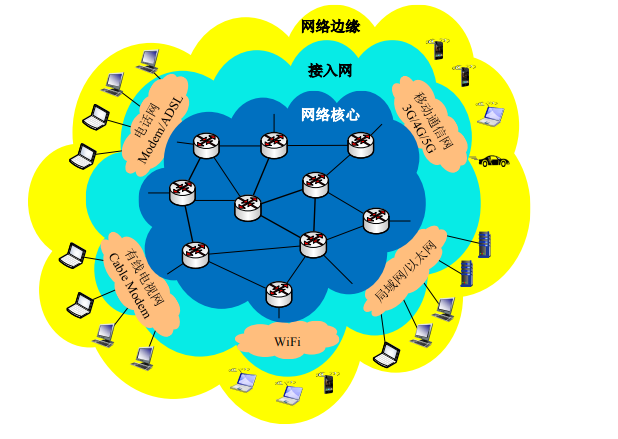 网络边缘
接入网
网络核心
电话网
Modem/ADSL
移动通信网
3G/4G/5G
有线电视网
Cable Modem
局域网/以太网
WiFi